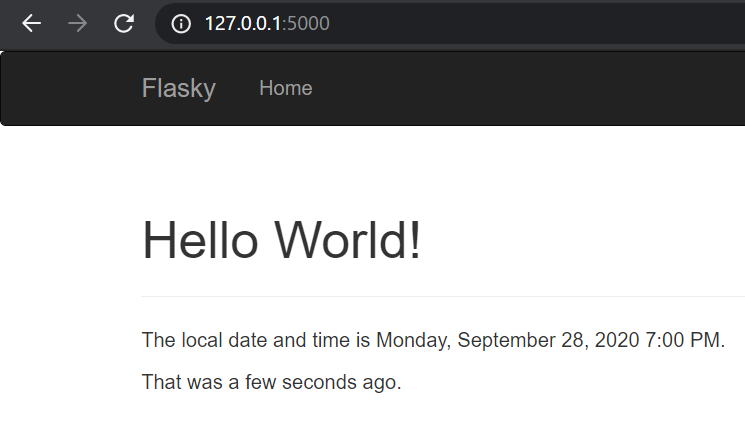 127.0.0.1:5000
Flasky Home
Hello World!
The local date and time is Monday, September 28, 2020 7:00 PM.
That was a few seconds ago.